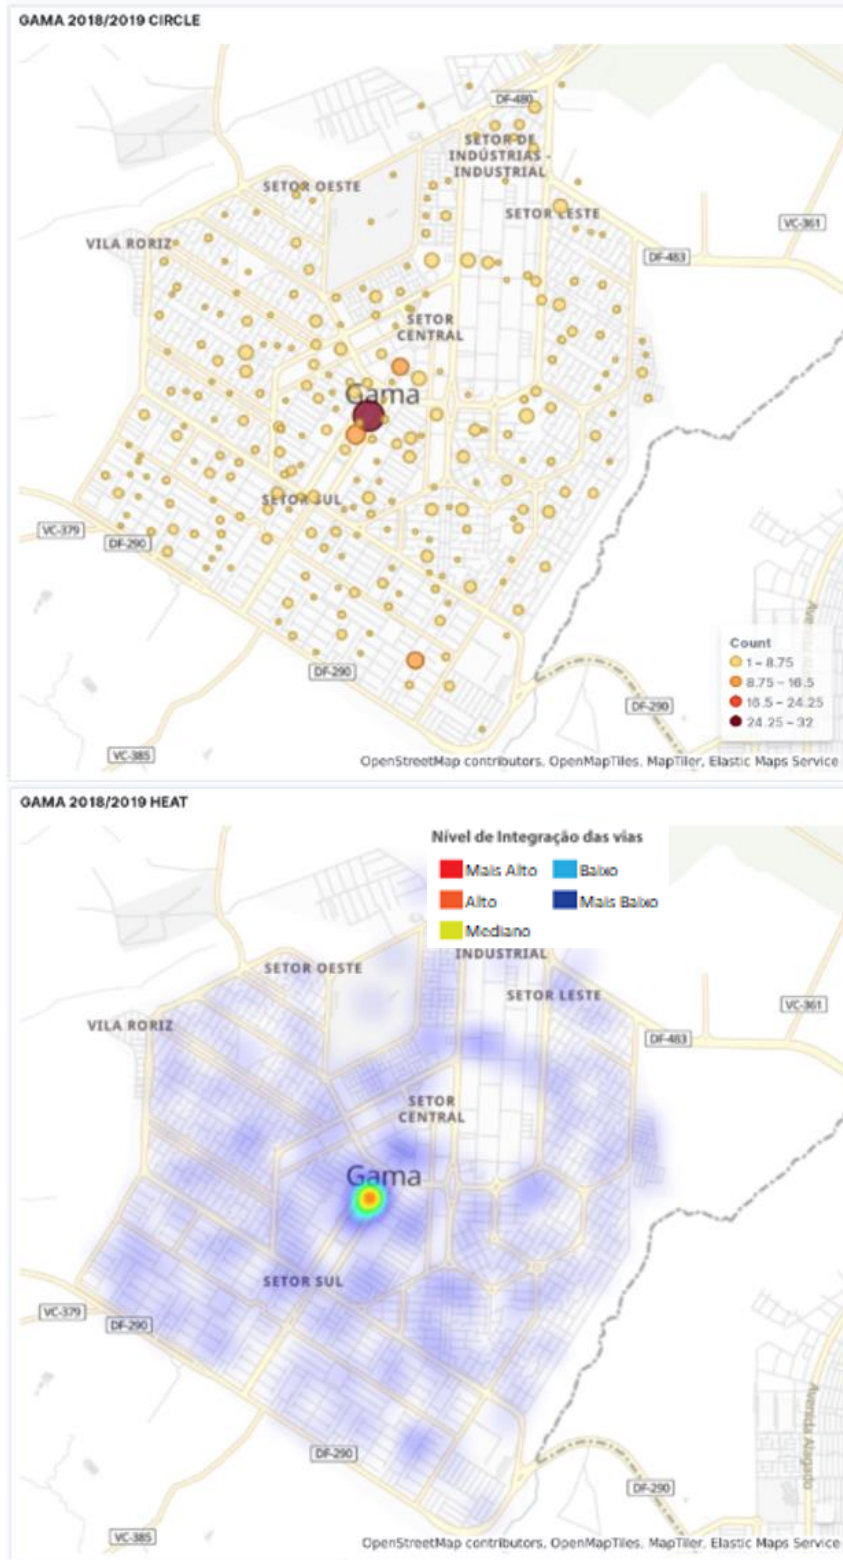 GAMA 2018/2019 CIRCLE
DF-480
SETOR DE
INDÚSTRIAS -
INDUSTRIAL
SETOR OESTE
SETOR LESTE
VC-361
VILA RORIZ
DF-483
SETOR
CENTRAL
Gama
SETOR SUL
VC-379
DF-290
DF-290
DF-290
VC-385
Count
1 – 8.75
8.75 – 16.5
16.5 – 24.25
24.25 – 32
OpenStreetMap contributors, OpenMapTiles, MapTiler, Elastic Maps Service
GAMA 2018/2019 HEAT
Nível de Integração das vias
Mais Alto
Baixo
Alto
Mais Baixo
Mediano
INDUSTRIAL
SETOR OESTE
SETOR LESTE
VC-361
VILA RORIZ
DF-483
SETOR
CENTRAL
Gama
SETOR SUL
VC-379
DF-290
Avenida Alagado
DF-290
DF-290
VC-385
OpenStreetMap contributors, OpenMapTiles, MapTiler, Elastic Maps Service